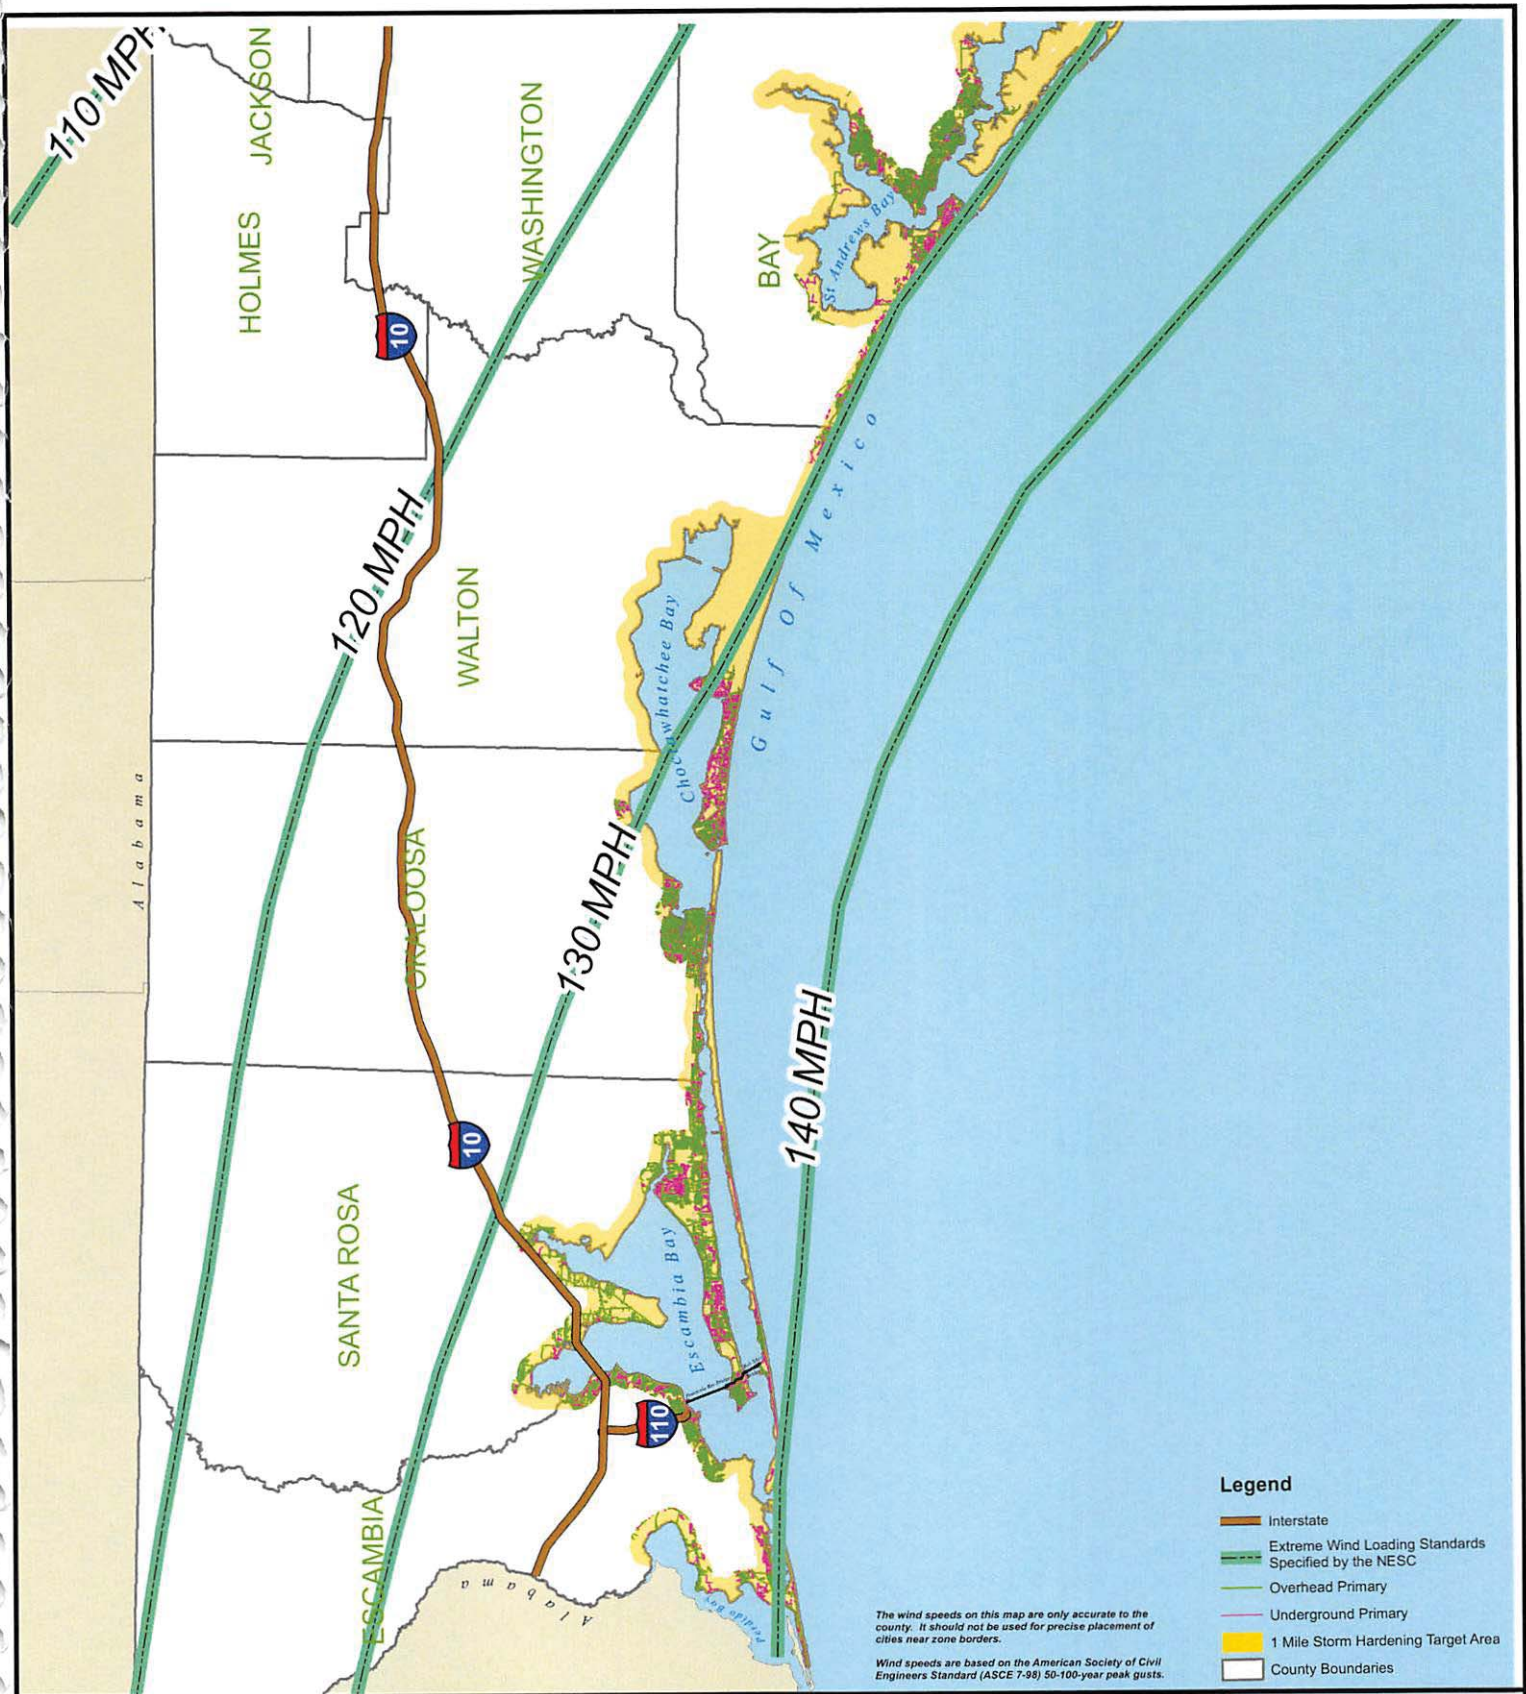 110 MPH
JACKSON
HOLMES
WASHINGTON
BAY
St Andrews Bay
10
120 MPH
WALTON
Gulf Of Mexico
Choctawhatchee Bay
Alabama
OKALOOSA
130 MPH
140 MPH
10
SANTA ROSA
Escambia Bay
110
ESCAMBIA
Alabama
Perdido Bay
Legend
Interstate
Extreme Wind Loading Standards
Specified by the NESC
Overhead Primary
Underground Primary
1 Mile Storm Hardening Target Area
County Boundaries
The wind speeds on this map are only accurate to the
county. It should not be used for precise placement of
cities near zone borders.
Wind speeds are based on the American Society of Civil
Engineers Standard (ASCE 7-98) 50-100-year peak gusts.